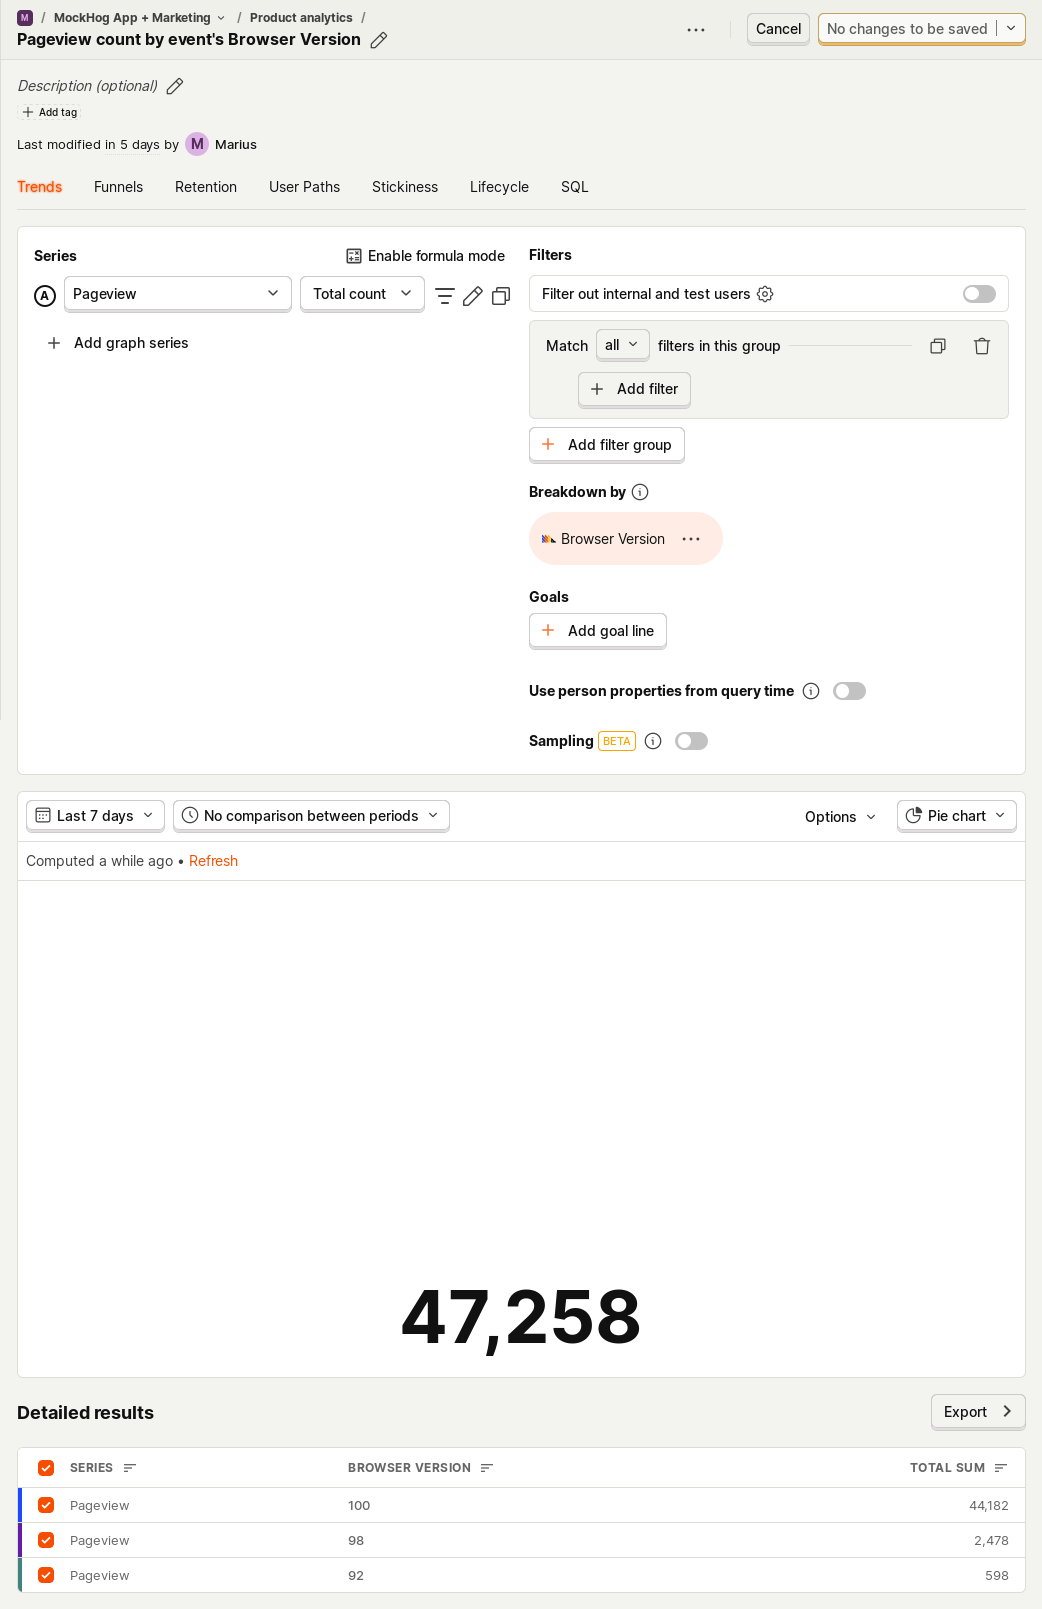 M / MockHog App + Marketing / Product analytics /
Pageview count by event's Browser Version
Cancel
No changes to be saved
Description (optional)
Add tag
Last modified in 5 days by M Marius
Trends Funnels Retention User Paths Stickiness Lifecycle SQL
Series
Enable formula mode
A Pageview Total count
Add graph series
Filters
Filter out internal and test users
Match all filters in this group
Add filter
Add filter group
Breakdown by
Browser Version
Goals
Add goal line
Use person properties from query time
Sampling BETA
Last 7 days No comparison between periods Options Pie chart
Computed a while ago • Refresh
47,258
Detailed results
Export
SERIES BROWSER VERSION TOTAL SUM
Pageview 100 44,182
Pageview 98 2,478
Pageview 92 598